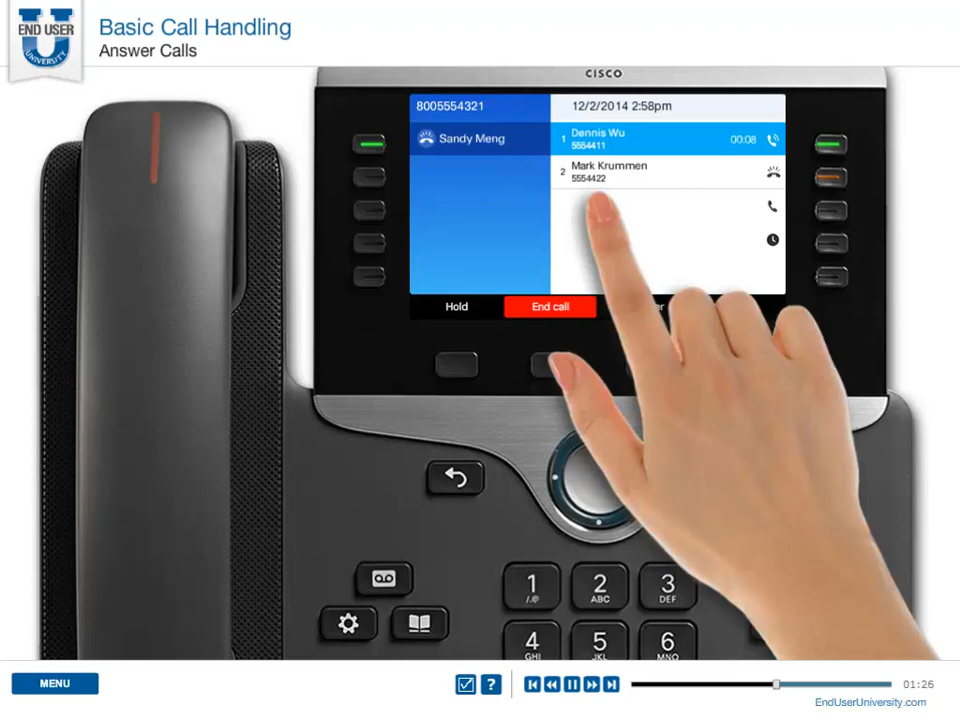 END USER
UNIVERSITY
Basic Call Handling
Answer Calls
CISCO
8005554321
12/2/2014 2:58pm
Sandy Meng
1 Dennis Wu
5554411
00:08
2 Mark Krummen
5554422
Hold
End call
1 2 3
/.@ ABC DEF
4 5 6
GHI JKL MNO
MENU
?
01:26
EndUserUniversity.com